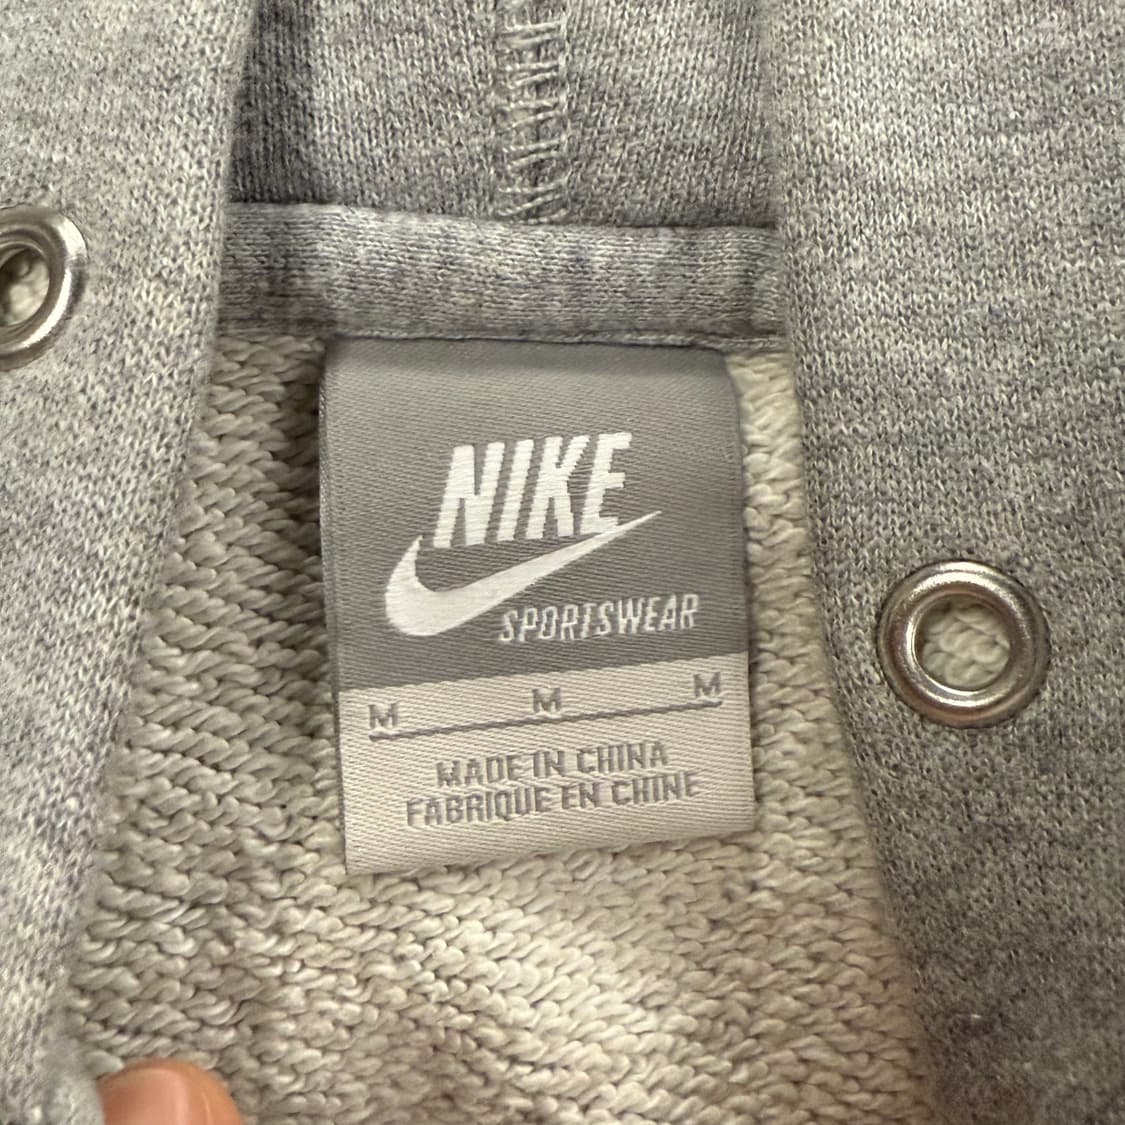 NIKE
SPORTSWEAR
M M M
MADE IN CHINA
FABRIQUE EN CHINE